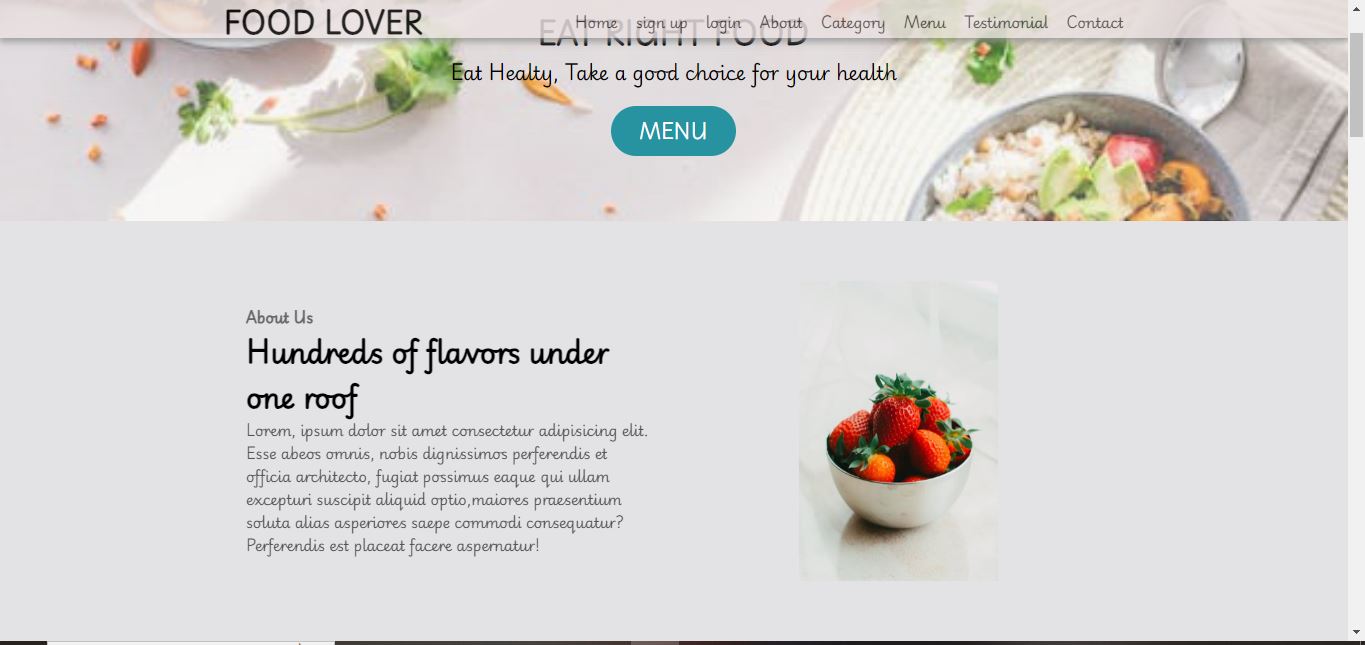 FOOD LOVER
Home sign up login About Category Menu Testimonial Contact
EAT RIGHT FOOD
Eat Healty, Take a good choice for your health
MENU
About Us
Hundreds of flavors under
one roof
Lorem, ipsum dolor sit amet consectetur adipisicing elit.
Esse abeos omnis, nobis dignissimos perferendis et
officia architecto, fugiat possimus eaque qui ullam
excepturi suscipit aliquid optio,maiores praesentium
soluta alias asperiores saepe commodi consequatur?
Perferendis est placeat facere aspernatur!